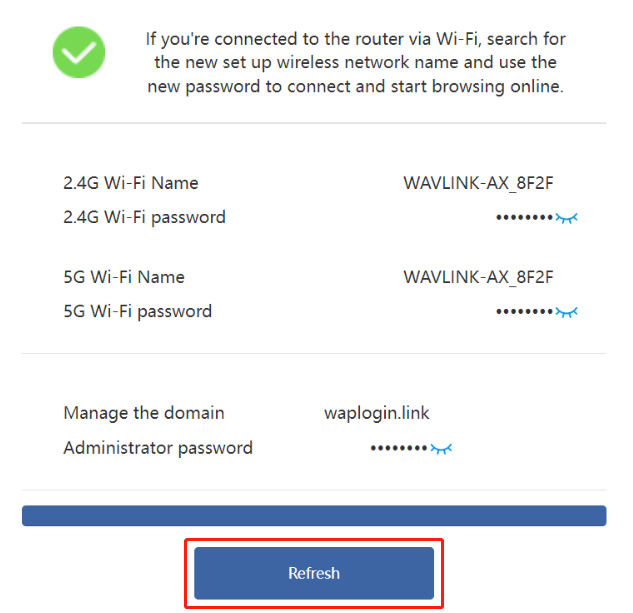 If you're connected to the router via Wi-Fi, search for
the new set up wireless network name and use the
new password to connect and start browsing online.
2.4G Wi-Fi Name WAVLINK-AX_8F2F
2.4G Wi-Fi password ••••••••
5G Wi-Fi Name WAVLINK-AX_8F2F
5G Wi-Fi password ••••••••
Manage the domain waplogin.link
Administrator password ••••••••
Refresh